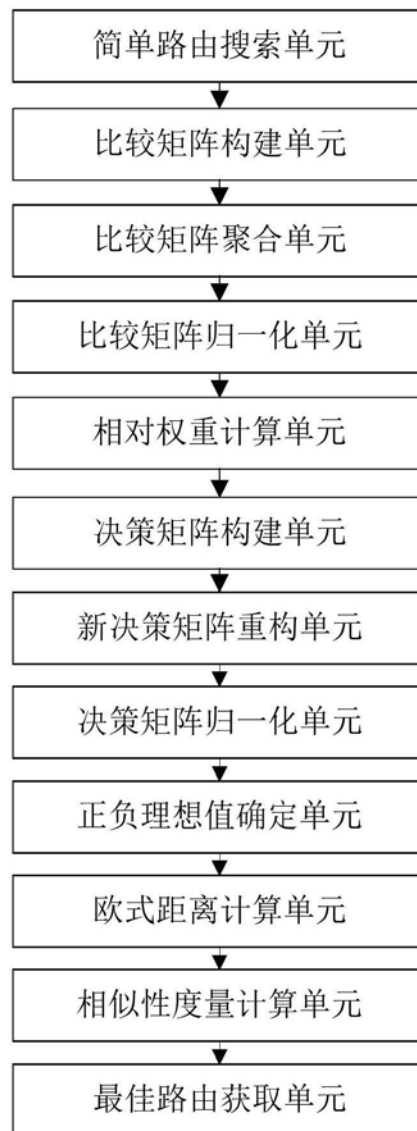 简单路由搜索单元
比较矩阵构建单元
比较矩阵聚合单元
比较矩阵归一化单元
相对权重计算单元
决策矩阵构建单元
新决策矩阵重构单元
决策矩阵归一化单元
正负理想值确定单元
欧式距离计算单元
相似性度量计算单元
最佳路由获取单元